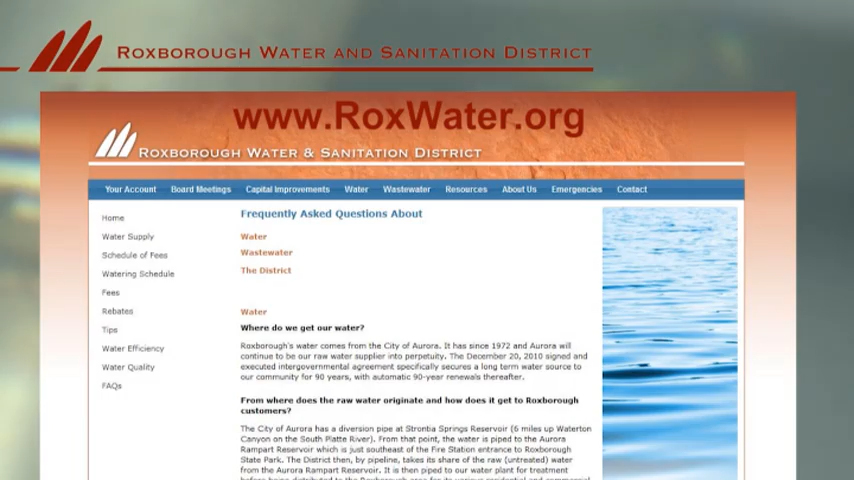 ROXBOROUGH WATER AND SANITATION DISTRICT
www.RoxWater.org
ROXBOROUGH WATER & SANITATION DISTRICT
Your Account Board Meetings Capital Improvements Water Wastewater Resources About Us Emergencies Contact
Home
Water Supply
Schedule of Fees
Watering Schedule
Fees
Rebates
Tips
Water Efficiency
Water Quality
FAQs
Frequently Asked Questions About
Water
Wastewater
The District
Water
Where do we get our water?
Roxborough's water comes from the City of Aurora. It has since 1972 and Aurora will
continue to be our raw water supplier into perpetuity. The December 20, 2010 signed and
executed intergovernmental agreement specifically secures a long term water source to
our community for 90 years, with automatic 90-year renewals thereafter.
From where does the raw water originate and how does it get to Roxborough
customers?
The City of Aurora has a diversion pipe at Strontia Springs Reservoir (6 miles up Waterton
Canyon on the South Platte River). From that point, the water is piped to the Aurora
Rampart Reservoir which is just southeast of the Fire Station entrance to Roxborough
State Park. The District then, by pipeline, takes its share of the raw (untreated) water
from the Aurora Rampart Reservoir. It is then piped to our water plant for treatment